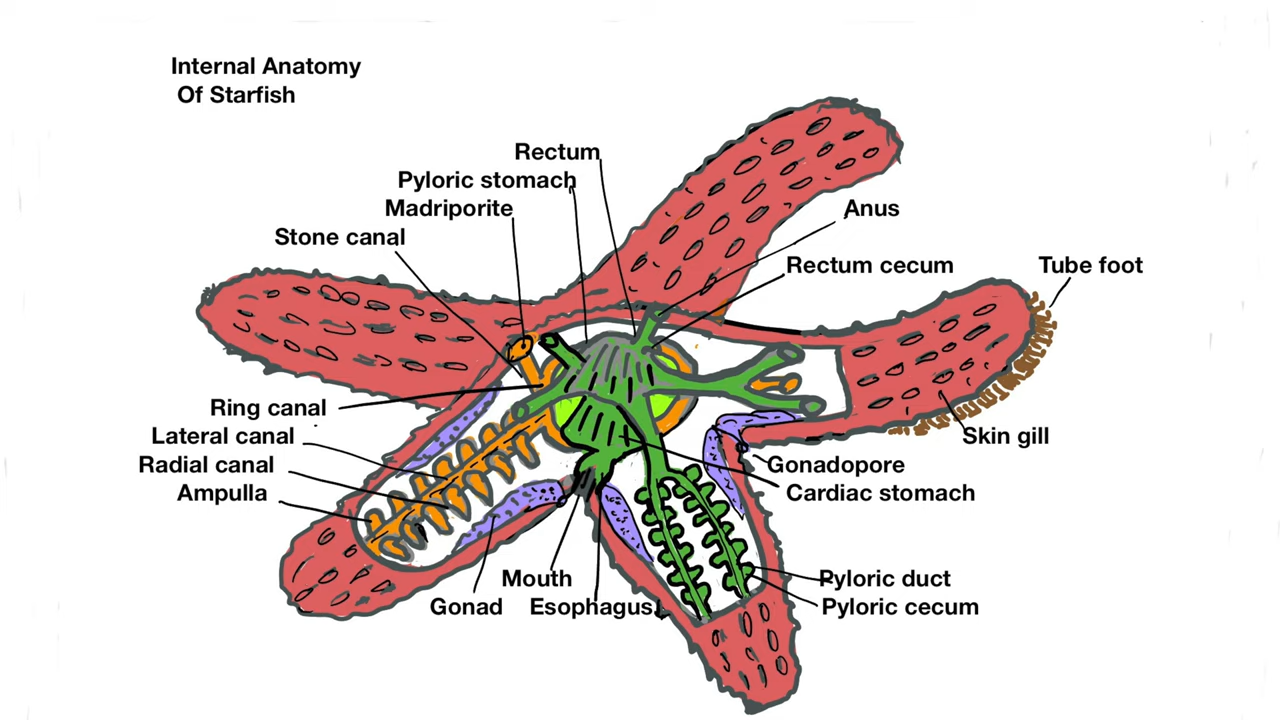 Internal Anatomy
Of Starfish
Rectum
Pyloric stomach
Madriporite
Anus
Stone canal
Rectum cecum
Tube foot
Ring canal
Lateral canal
Skin gill
Radial canal
Gonadopore
Ampulla
Cardiac stomach
Mouth
Pyloric duct
Gonad
Esophagus
Pyloric cecum